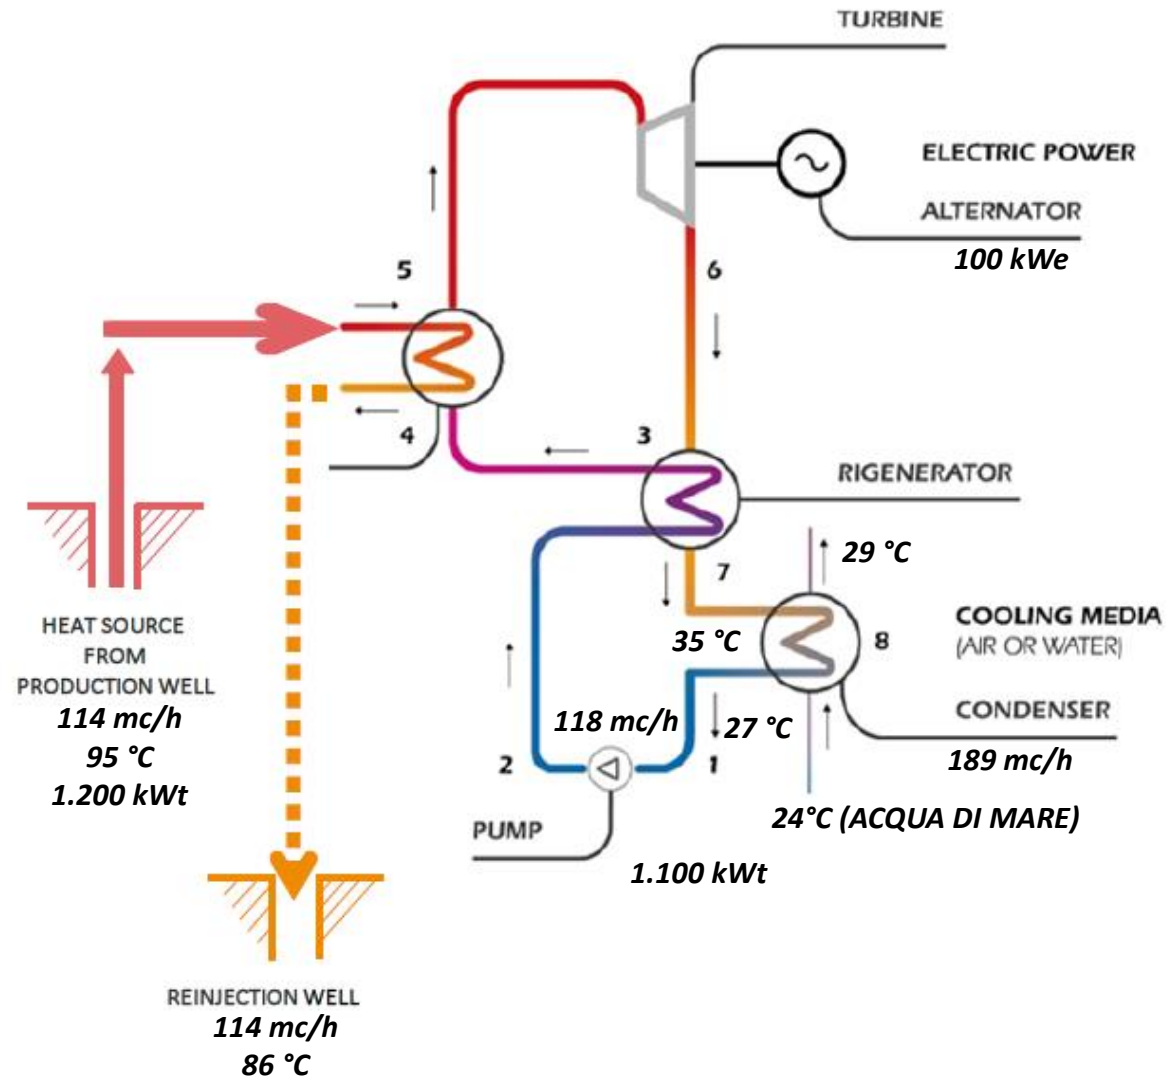 TURBINE
ELECTRIC POWER
ALTERNATOR
100 kWe
5
6
4
3
RIGENERATOR
29 °C
7
HEAT SOURCE
FROM
PRODUCTION WELL
114 mc/h
95 °C
1.200 kWt
35 °C
8
COOLING MEDIA
(AIR OR WATER)
CONDENSER
189 mc/h
118 mc/h
27 °C
2
1
24°C (ACQUA DI MARE)
PUMP
1.100 kWt
REINJECTION WELL
114 mc/h
86 °C